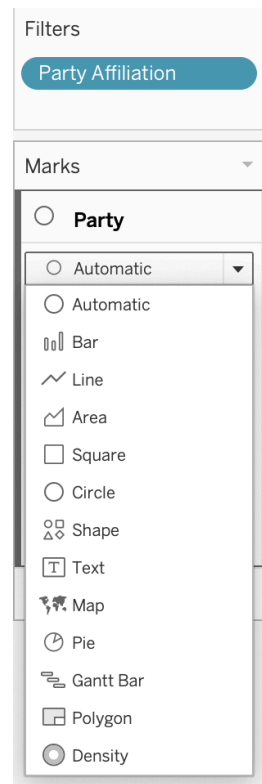 Filters
Party Affiliation
Marks
Party
Automatic
Automatic
Bar
Line
Area
Square
Circle
Shape
T Text
Map
Pie
Gantt Bar
Polygon
Density